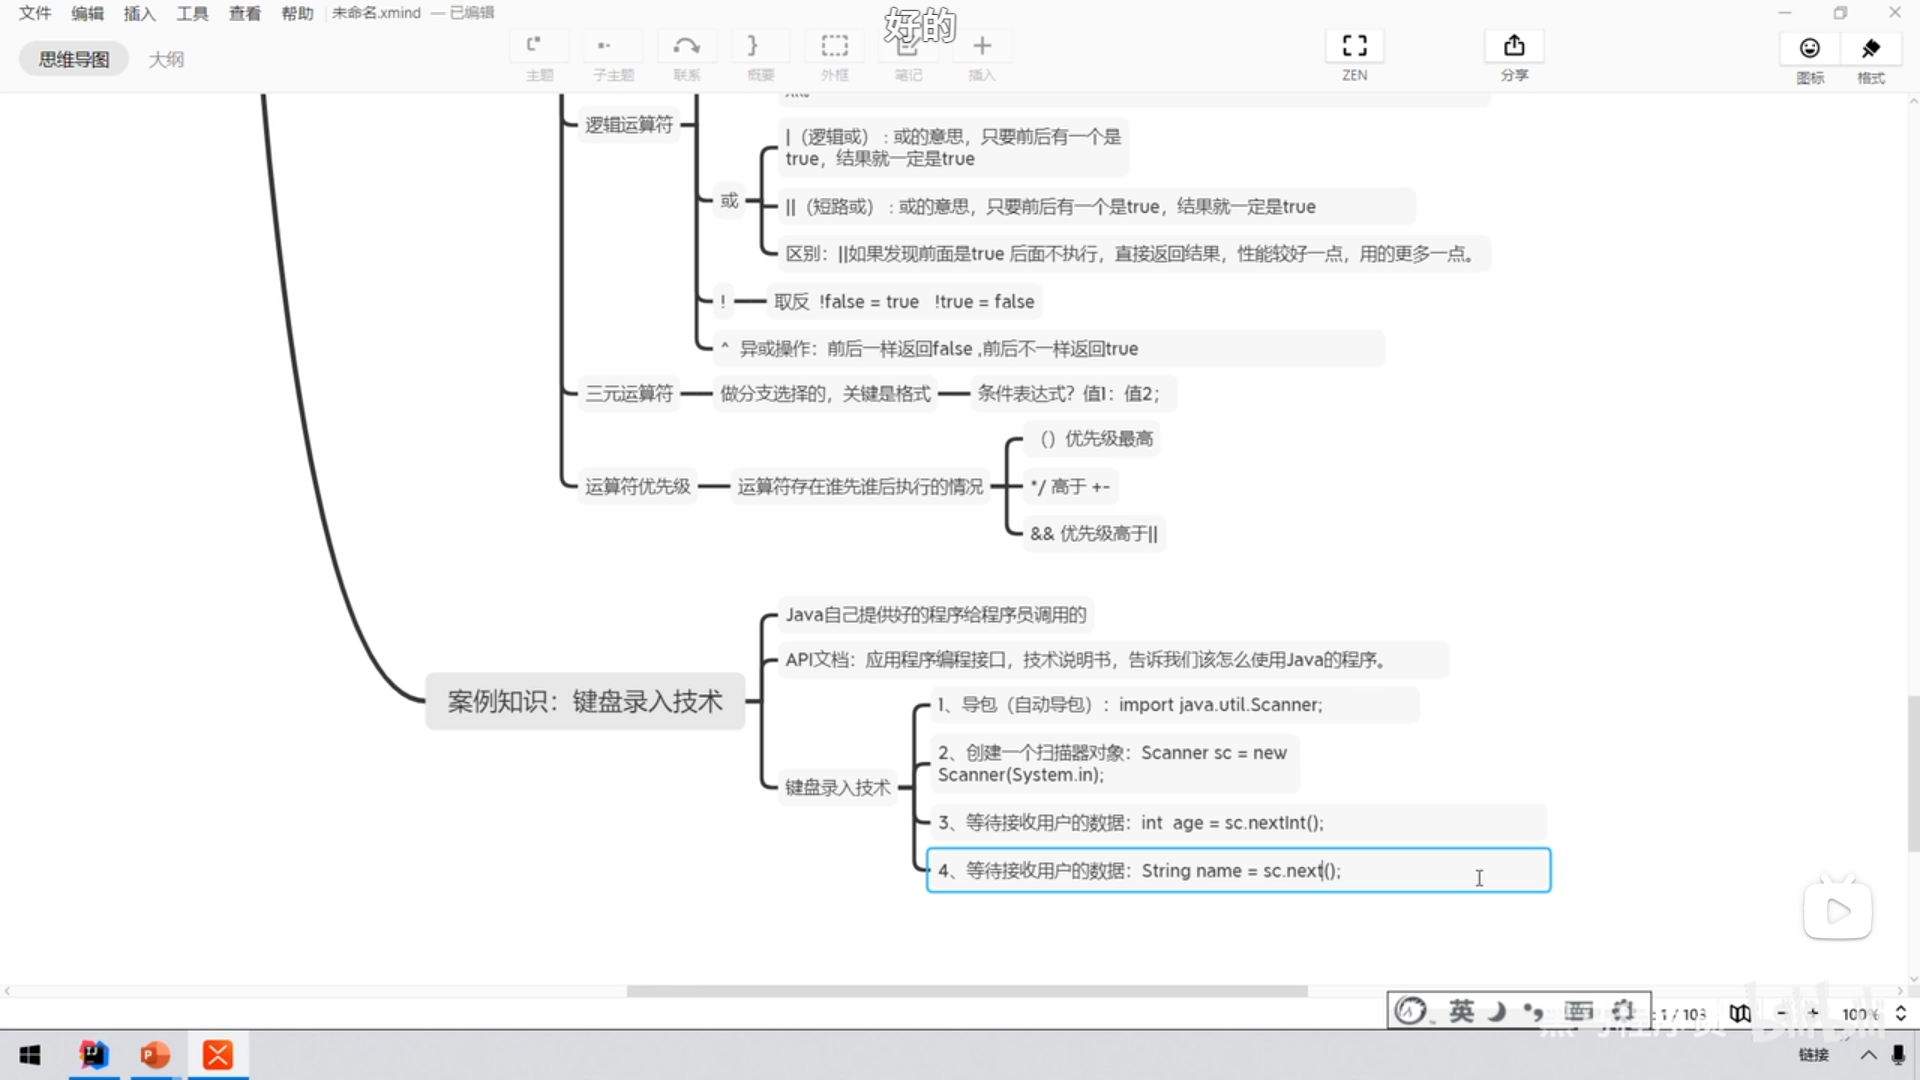 文件 编辑 插入 工具 查看 帮助 未命名.xmind — 已编辑
好的
思维导图 大纲
主题 子主题 联系 概要 外框 笔记 插入 ZEN 分享 图标 格式
逻辑运算符
|（逻辑或）：或的意思，只要前后有一个是
true，结果就一定是true
或
||（短路或）：或的意思，只要前后有一个是true，结果就一定是true
区别：||如果发现前面是true 后面不执行，直接返回结果，性能较好一点，用的更多一点。
! 取反 !false = true !true = false
^ 异或操作：前后一样返回false ,前后不一样返回true
三元运算符 做分支选择的，关键是格式 条件表达式？值1：值2；
（）优先级最高
运算符优先级 运算符存在谁先谁后执行的情况 */ 高于 +-
&& 优先级高于||
Java自己提供好的程序给程序员调用的
API文档：应用程序编程接口，技术说明书，告诉我们该怎么使用Java的程序。
案例知识：键盘录入技术
1、导包（自动导包）：import java.util.Scanner;
2、创建一个扫描器对象：Scanner sc = new
Scanner(System.in);
键盘录入技术
3、等待接收用户的数据：int age = sc.nextInt();
4、等待接收用户的数据：String name = sc.next();
英
1 / 103 100%
链接